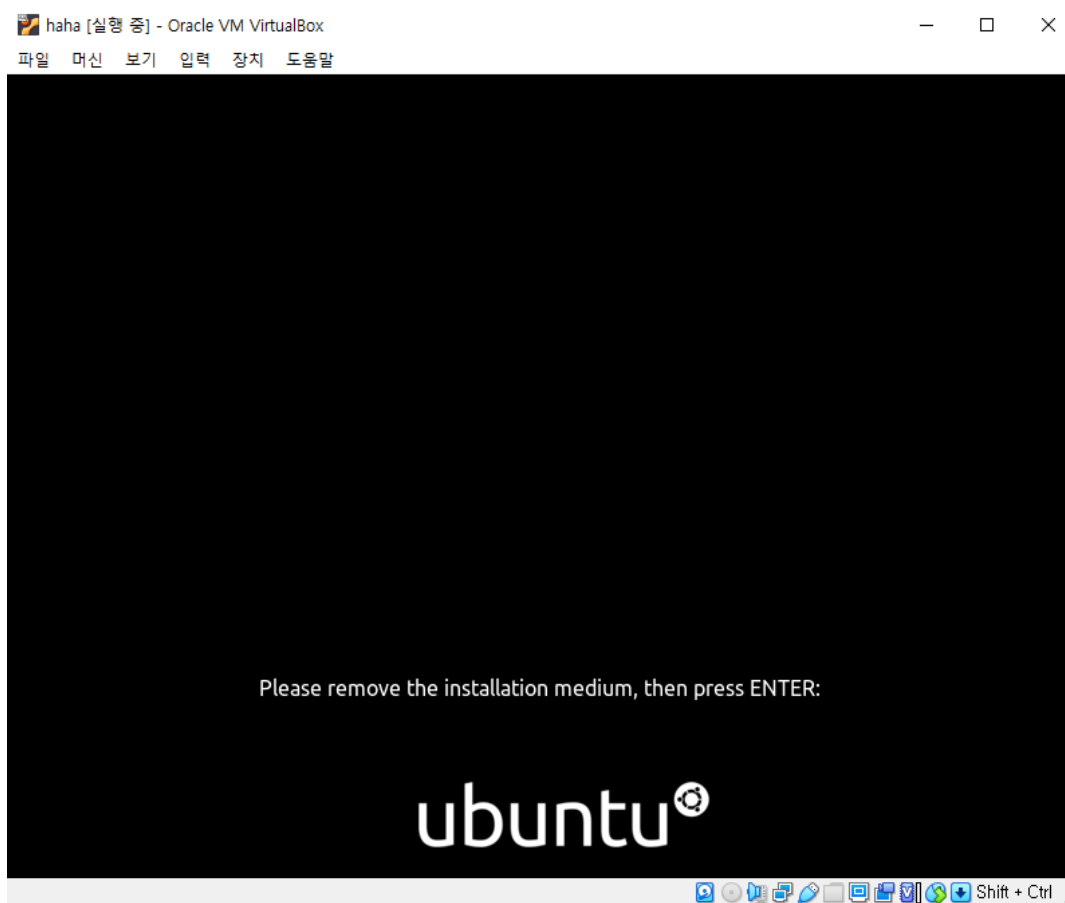 haha [실행 중] - Oracle VM VirtualBox
파일 머신 보기 입력 장치 도움말
Please remove the installation medium, then press ENTER:
ubuntu
Shift + Ctrl